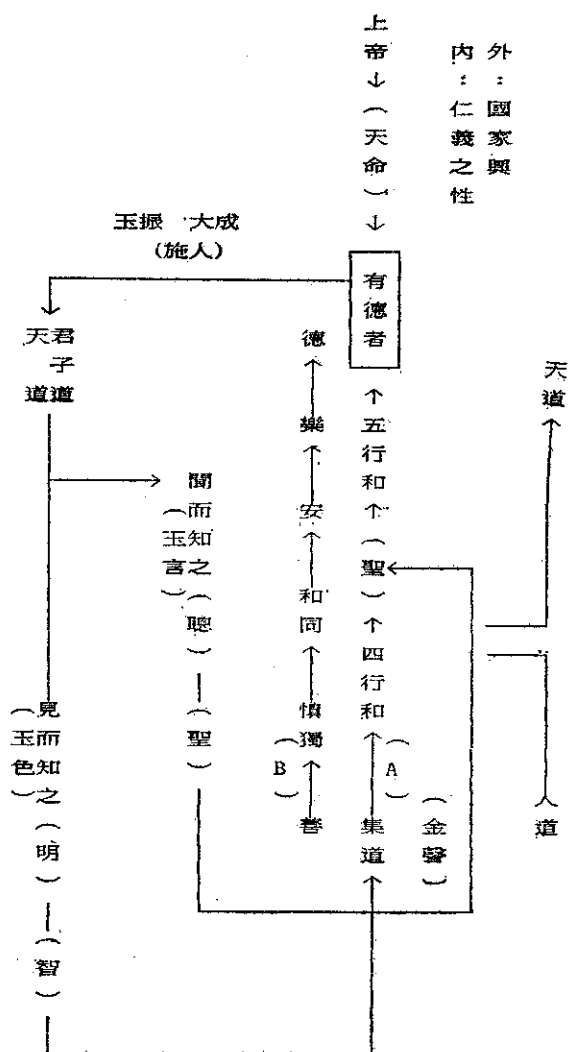 外：國家興
內：仁義之性
上帝↓（天命）↓
有德者
↑五行和↑（聖）↑四行和
（A）
↑
集道
（金聲）
天道
人道
德↑樂↑安↑和同↑慎獨↑善
（B）
玉振 大成
（施人）
君子道
天道
聞而知之（聰）—（聖）
（玉言）
見而知之（明）—（智）
（玉色）